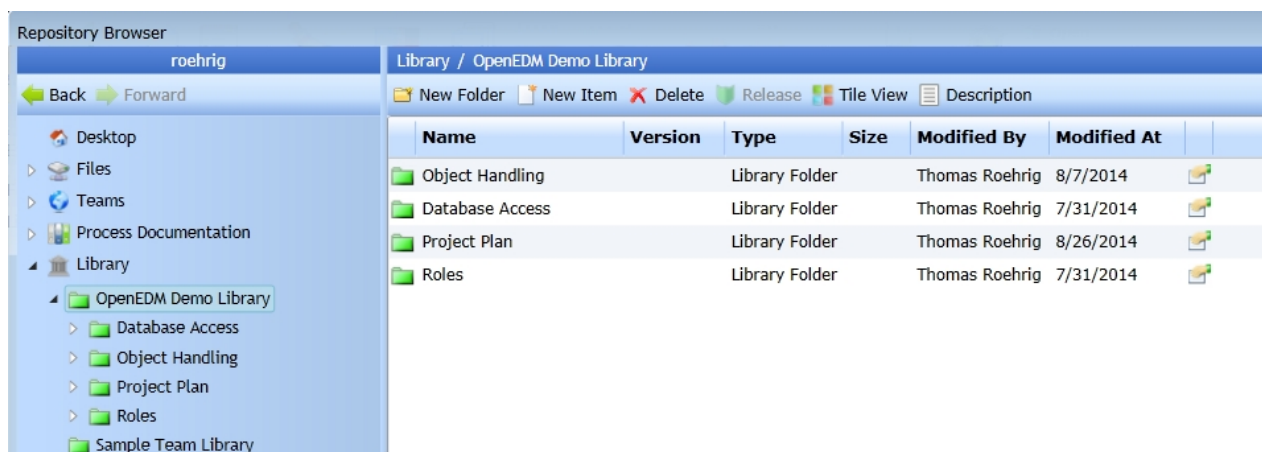 Repository Browser
roehrig
Back Forward
Desktop
Files
Teams
Process Documentation
Library
OpenEDM Demo Library
Database Access
Object Handling
Project Plan
Roles
Sample Team Library
Library / OpenEDM Demo Library
New Folder New Item Delete Release Tile View Description
Name Version Type Size Modified By Modified At
Object Handling Library Folder Thomas Roehrig 8/7/2014
Database Access Library Folder Thomas Roehrig 7/31/2014
Project Plan Library Folder Thomas Roehrig 8/26/2014
Roles Library Folder Thomas Roehrig 7/31/2014